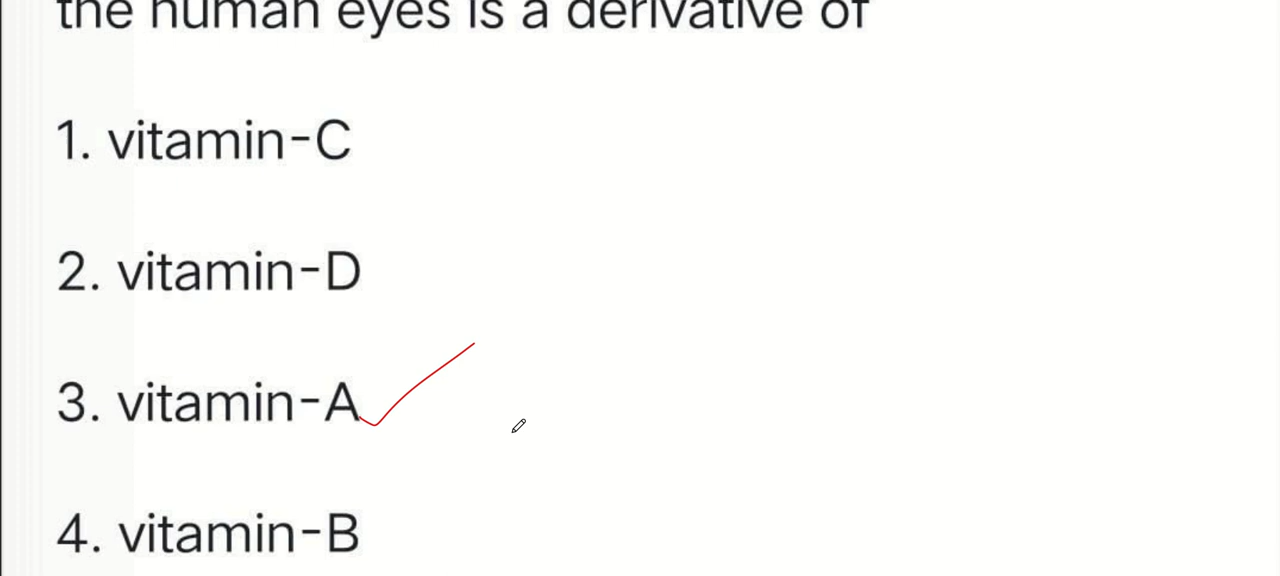 the human eyes is a derivative of
1. vitamin-C
2. vitamin-D
3. vitamin-A
4. vitamin-B